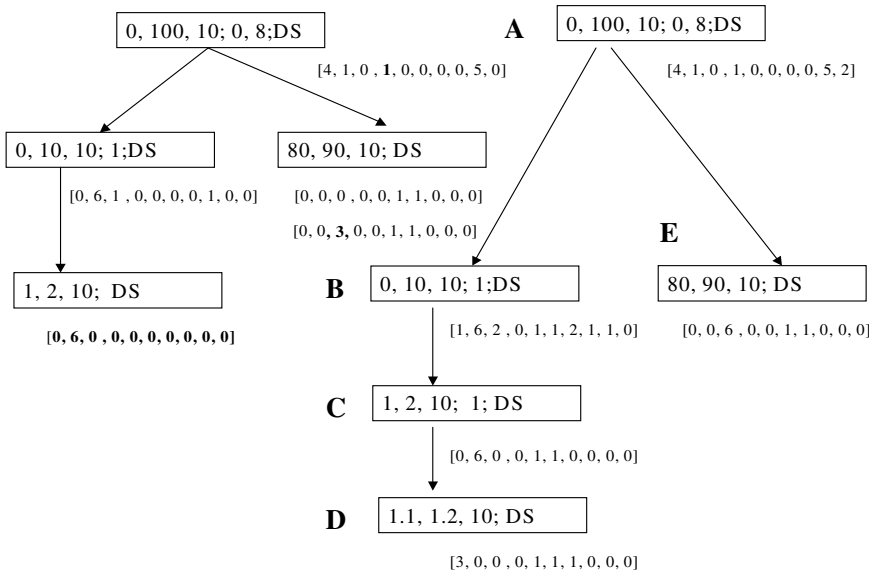 0, 100, 10; 0, 8;DS
A
0, 100, 10; 0, 8;DS
[4, 1, 0 , 1, 0, 0, 0, 0, 5, 0]
[4, 1, 0 , 1, 0, 0, 0, 0, 5, 2]
0, 10, 10; 1;DS
80, 90, 10; DS
[0, 6, 1 , 0, 0, 0, 0, 1, 0, 0]
[0, 0, 0 , 0, 0, 1, 1, 0, 0, 0]
[0, 0, 3, 0, 0, 1, 1, 0, 0, 0]
E
B
0, 10, 10; 1;DS
80, 90, 10; DS
1, 2, 10; DS
[0, 6, 0 , 0, 0, 0, 0, 0, 0, 0]
[1, 6, 2 , 0, 1, 1, 2, 1, 1, 0]
[0, 0, 6 , 0, 0, 1, 1, 0, 0, 0]
C
1, 2, 10; 1; DS
[0, 6, 0 , 0, 1, 1, 0, 0, 0, 0]
D
1.1, 1.2, 10; DS
[3, 0, 0 , 0, 1, 1, 1, 0, 0, 0]